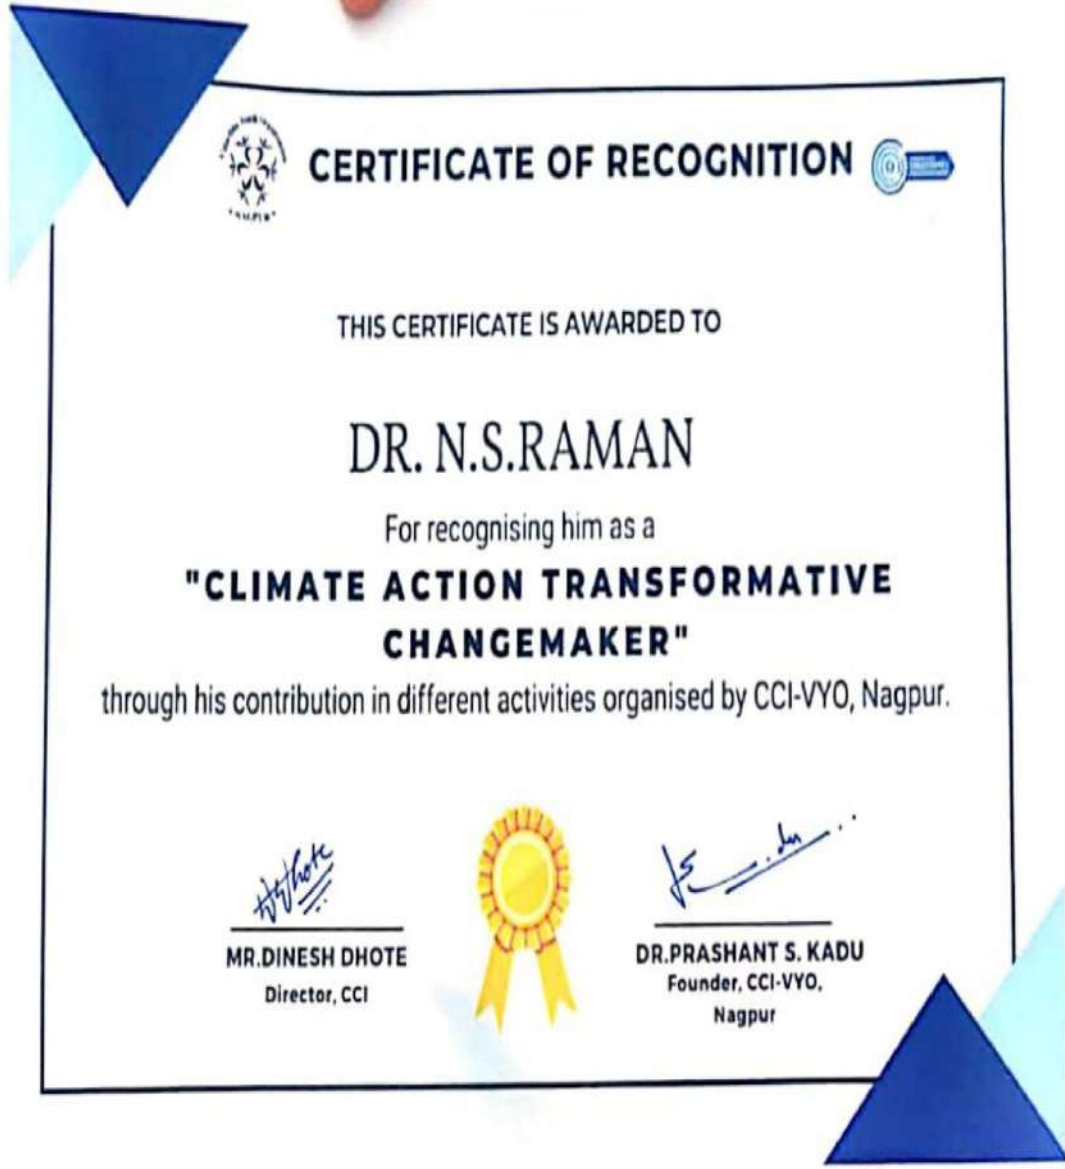 CERTIFICATE OF RECOGNITION
THIS CERTIFICATE IS AWARDED TO
DR. N.S.RAMAN
For recognising him as a
"CLIMATE ACTION TRANSFORMATIVE
CHANGEMAKER"
through his contribution in different activities organised by CCI-VYO, Nagpur.
MR.DINESH DHOTE
Director, CCI
DR.PRASHANT S. KADU
Founder, CCI-VYO,
Nagpur